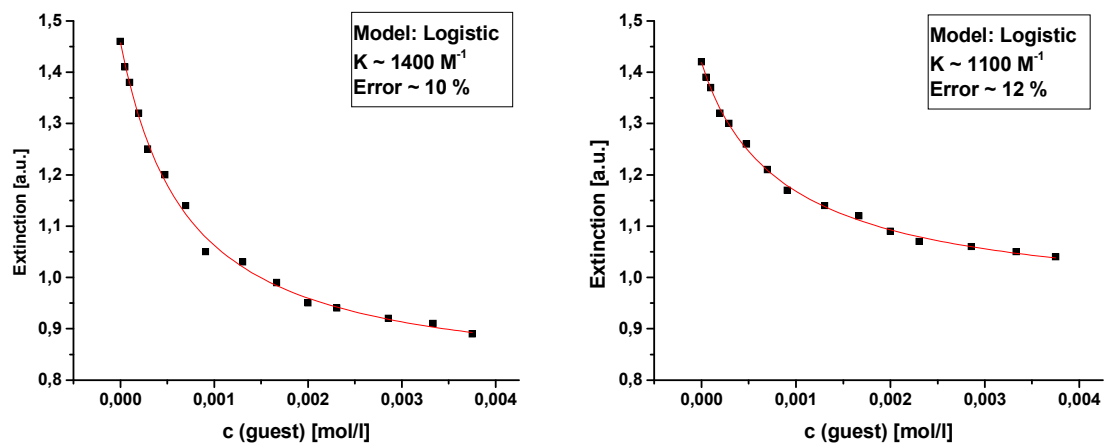 Model: Logistic
K ~ 1400 M⁻¹
Error ~ 10 %
1,5
1,4
1,3
1,2
1,1
1,0
0,9
0,8
Extinction [a.u.]
0,000 0,001 0,002 0,003 0,004
c (guest) [mol/l]
Model: Logistic
K ~ 1100 M⁻¹
Error ~ 12 %
1,5
1,4
1,3
1,2
1,1
1,0
0,9
0,8
Extinction [a.u.]
0,000 0,001 0,002 0,003 0,004
c (guest) [mol/l]